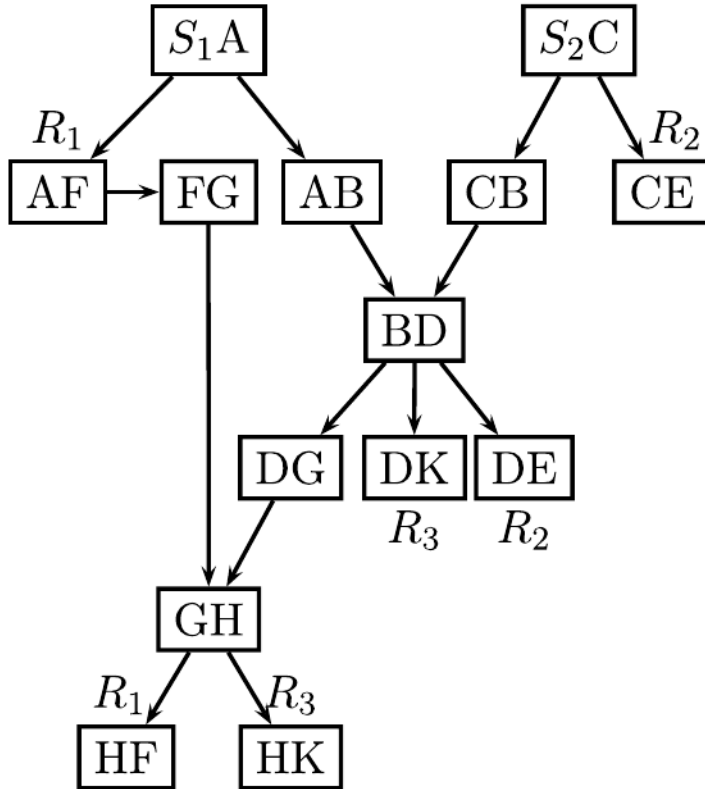 S₁A S₂C
R₁ R₂
AF FG AB CB CE
BD
DG DK DE
R₃ R₂
GH
R₁ R₃
HF HK